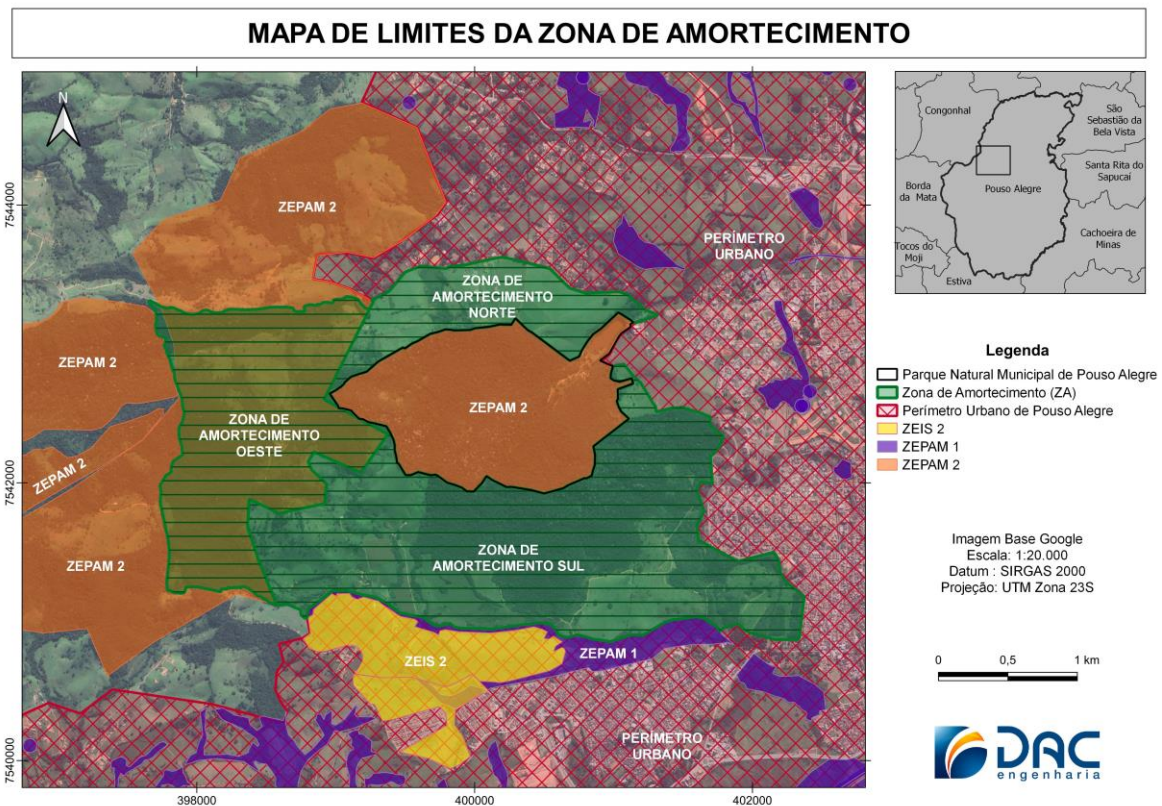 MAPA DE LIMITES DA ZONA DE AMORTECIMENTO
N
7544000
7542000
7540000
398000
400000
402000
ZEPAM 2
PERÍMETRO
URBANO
ZONA DE
AMORTECIMENTO
NORTE
ZEPAM 2
ZEPAM 2
ZONA DE
AMORTECIMENTO
OESTE
ZEPAM 2
ZEPAM 2
ZONA DE
AMORTECIMENTO SUL
ZEIS 2
ZEPAM 1
PERÍMETRO
URBANO
Congonhal
São
Sebastião da
Bela Vista
Santa Rita do
Sapucaí
Borda
da Mata
Pouso Alegre
Cachoeira de
Minas
Tocos do
Moji
Estiva
Legenda
Parque Natural Municipal de Pouso Alegre
Zona de Amortecimento (ZA)
Perímetro Urbano de Pouso Alegre
ZEIS 2
ZEPAM 1
ZEPAM 2
Imagem Base Google
Escala: 1:20.000
Datum : SIRGAS 2000
Projeção: UTM Zona 23S
0 0,5 1 km
DAC
engenharia